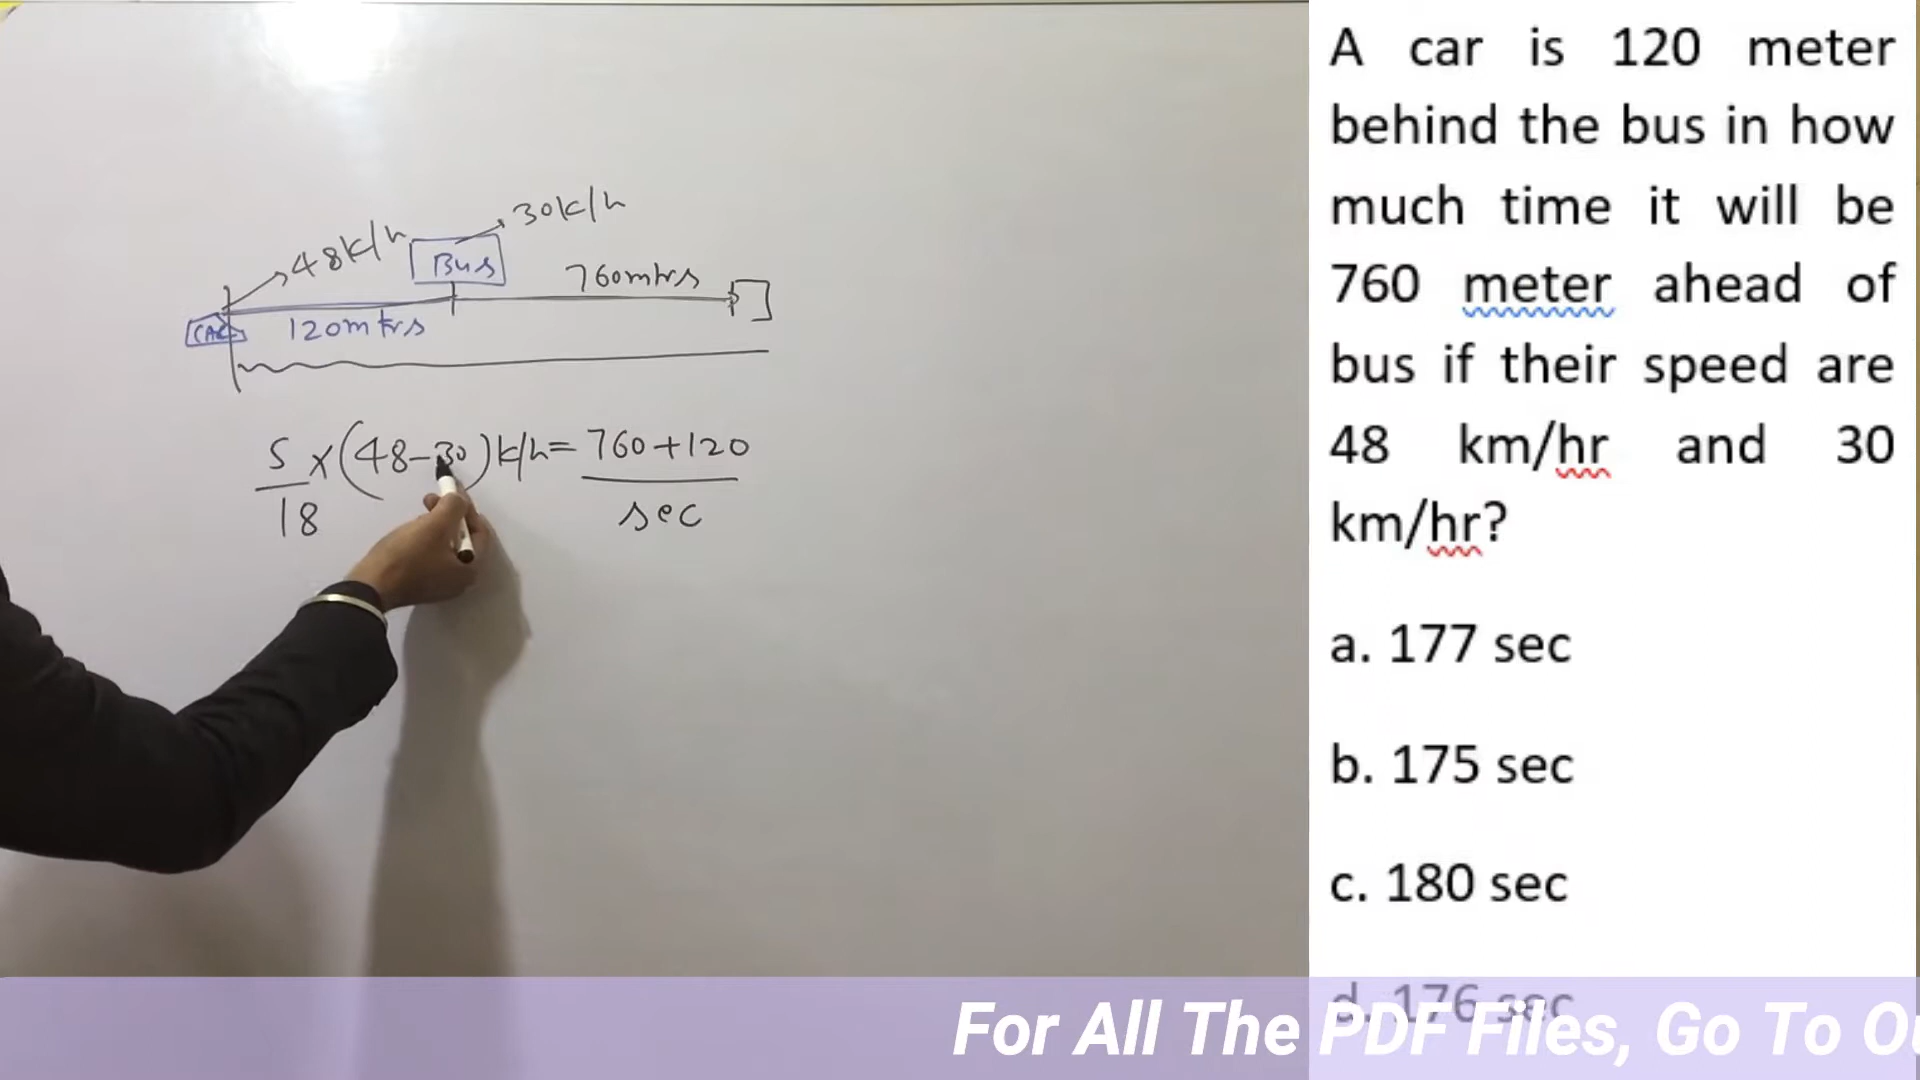 48k/h
30k/h
Bus
760mtrs
CAR
120mtrs
5/18 x (48-30) k/h = 760+120/sec
A car is 120 meter
behind the bus in how
much time it will be
760 meter ahead of
bus if their speed are
48 km/hr and 30
km/hr?
a. 177 sec
b. 175 sec
c. 180 sec
d. 176 sec
For All The PDF Files, Go To